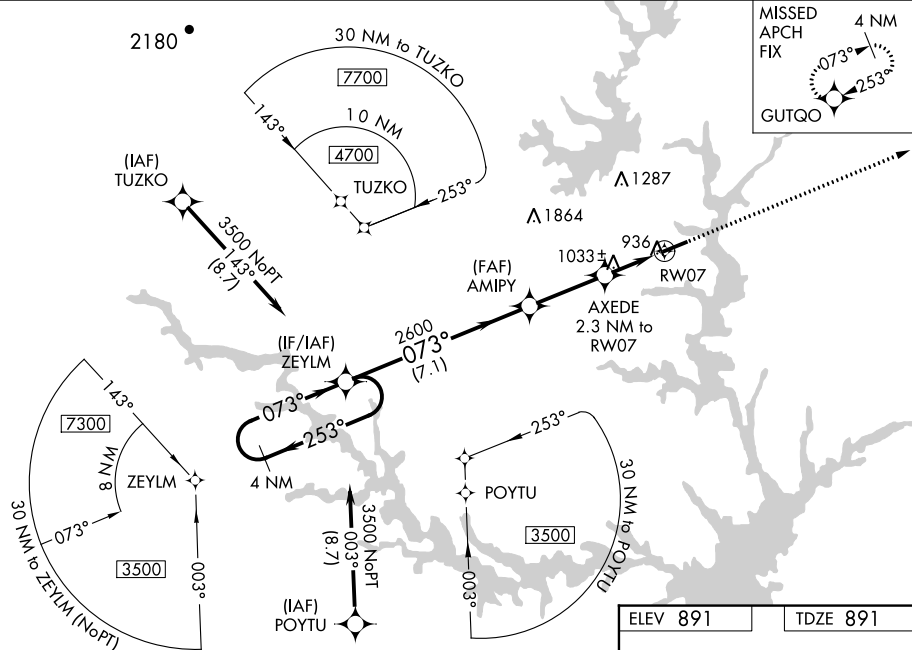 2180
30 NM to TUZKO
7700
143°
10 NM
4700
TUZKO
253°
MISSED
APCH
FIX
4 NM
073°
253°
GUTQO
(IAF)
TUZKO
3500 NoPT
143°
(8.7)
1287
1864
1033±
936
RW07
(FAF)
AMIPY
AXEDE
2.3 NM to
RW07
(IF/IAF)
ZEYLM
2600
073°
(7.1)
073°
253°
4 NM
143°
7300
8 NM
ZEYLM
073°
3500
003°
30 NM to ZEYLM (NoPT)
3500 NoPT
003°
(8.7)
(IAF)
POYTU
253°
POYTU
3500
003°
30 NM to POYTU
ELEV 891
TDZE 891